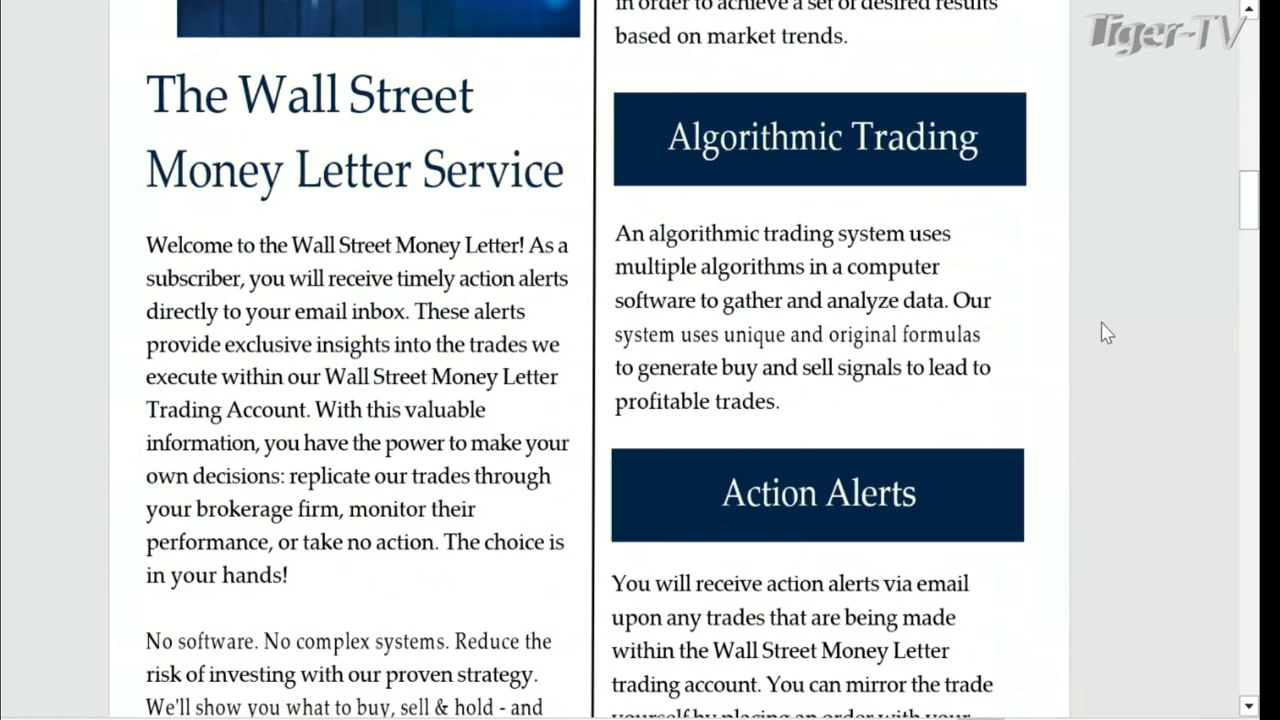 The Wall Street
Money Letter Service
Welcome to the Wall Street Money Letter! As a
subscriber, you will receive timely action alerts
directly to your email inbox. These alerts
provide exclusive insights into the trades we
execute within our Wall Street Money Letter
Trading Account. With this valuable
information, you have the power to make your
own decisions: replicate our trades through
your brokerage firm, monitor their
performance, or take no action. The choice is
in your hands!
No software. No complex systems. Reduce the
risk of investing with our proven strategy.
We'll show you what to buy, sell & hold - and
in order to achieve a set of desired results
based on market trends.
Algorithmic Trading
An algorithmic trading system uses
multiple algorithms in a computer
software to gather and analyze data. Our
system uses unique and original formulas
to generate buy and sell signals to lead to
profitable trades.
Action Alerts
You will receive action alerts via email
upon any trades that are being made
within the Wall Street Money Letter
trading account. You can mirror the trade
yourself by placing an order with your
Tiger-TV